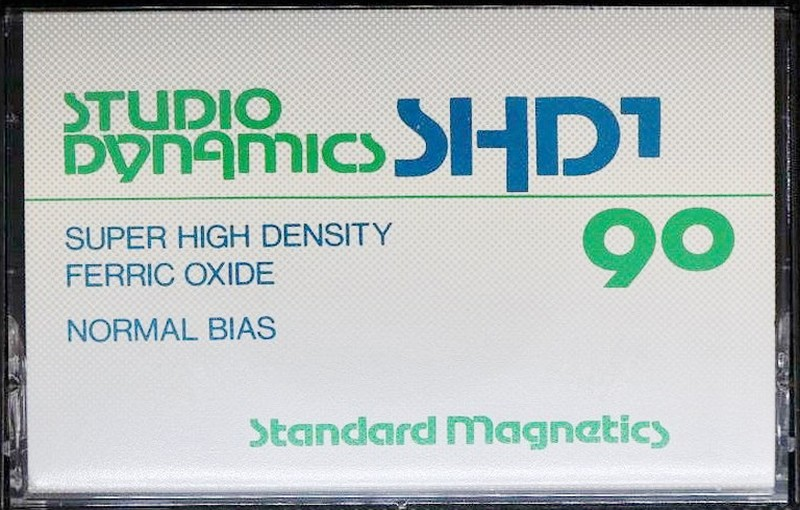 STUDIO
DYNAMICS SHD1
90
SUPER HIGH DENSITY
FERRIC OXIDE
NORMAL BIAS
Standard Magnetics